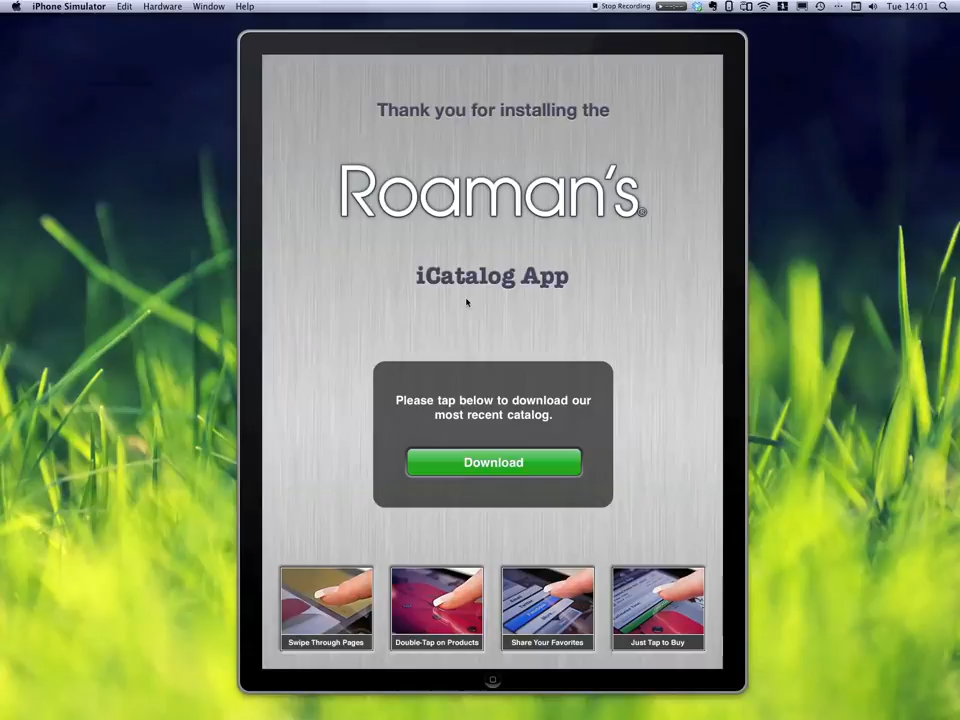 iPhone Simulator Edit Hardware Window Help
Stop Recording
Tue 14:01
Thank you for installing the
Roaman's®
iCatalog App
Please tap below to download our
most recent catalog.
Download
Swipe Through Pages
Double-Tap on Products
Share Your Favorites
Just Tap to Buy